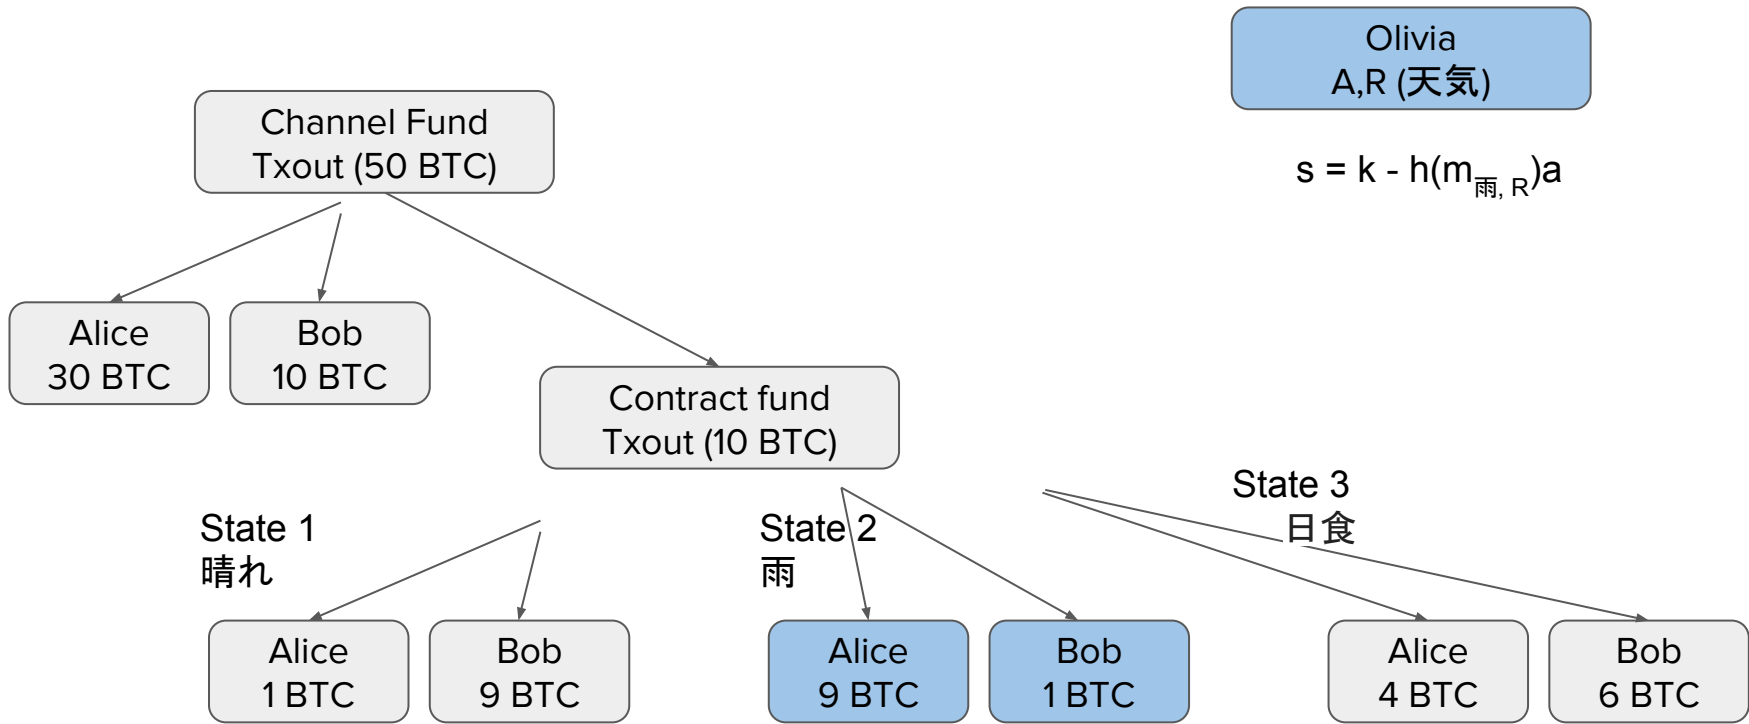 Olivia
A,R (天気)
Channel Fund
Txout (50 BTC)
s = k - h(m雨, R)a
Alice
30 BTC
Bob
10 BTC
Contract fund
Txout (10 BTC)
State 1
晴れ
State 2
雨
State 3
日食
Alice
1 BTC
Bob
9 BTC
Alice
9 BTC
Bob
1 BTC
Alice
4 BTC
Bob
6 BTC